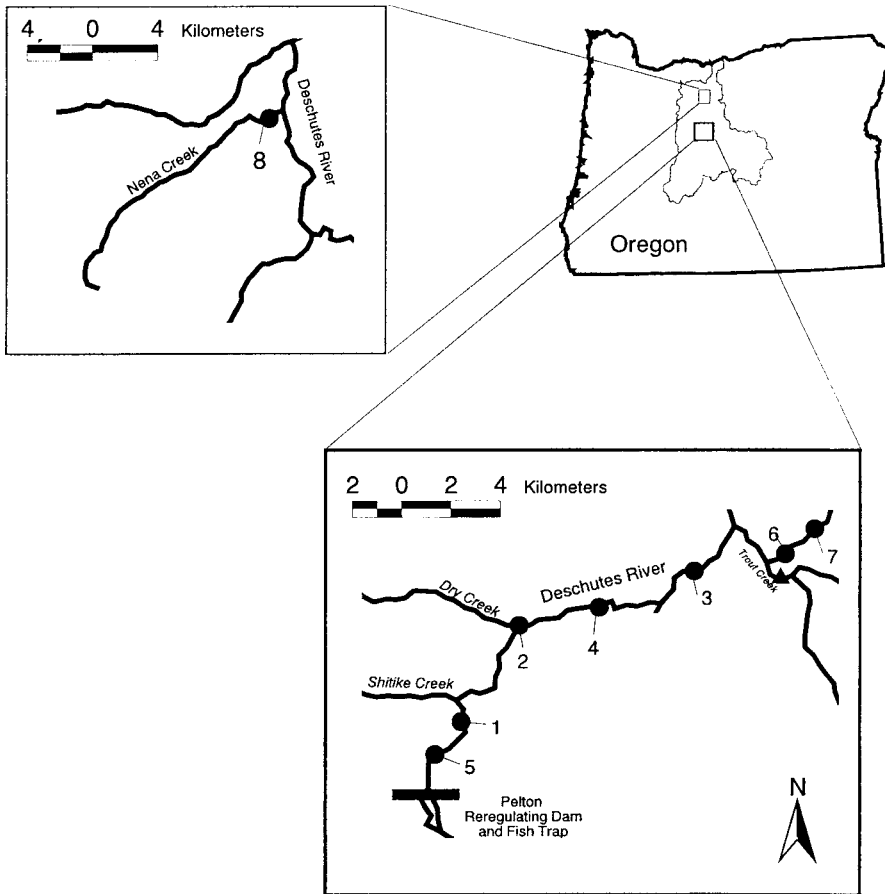 4 0 4 Kilometers
Deschutes River
8
Nena Creek
Oregon
2 0 2 4 Kilometers
6
7
Trout Creek
Deschutes River
3
Dry Creek
2
4
Shitike Creek
1
5
Pelton
Reregulating Dam
and Fish Trap
N